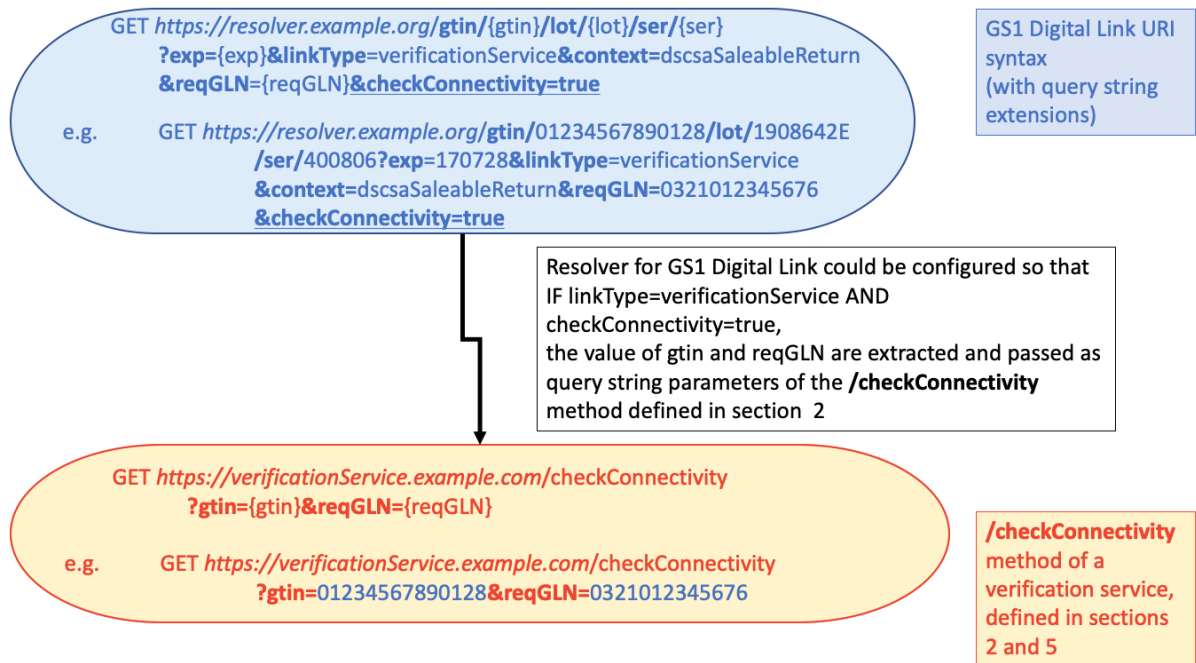 GET https://resolver.example.org/gtin/{gtin}/lot/{lot}/ser/{ser}
?exp={exp}&linkType=verificationService&context=dscsaSaleableReturn
&reqGLN={reqGLN}&checkConnectivity=true
e.g. GET https://resolver.example.org/gtin/01234567890128/lot/1908642E
/ser/400806?exp=170728&linkType=verificationService
&context=dscsaSaleableReturn&reqGLN=0321012345676
&checkConnectivity=true
GS1 Digital Link URI
syntax
(with query string
extensions)
Resolver for GS1 Digital Link could be configured so that
IF linkType=verificationService AND
checkConnectivity=true,
the value of gtin and reqGLN are extracted and passed as
query string parameters of the /checkConnectivity
method defined in section 2
GET https://verificationService.example.com/checkConnectivity
?gtin={gtin}&reqGLN={reqGLN}
e.g. GET https://verificationService.example.com/checkConnectivity
?gtin=01234567890128&reqGLN=0321012345676
/checkConnectivity
method of a
verification service,
defined in sections
2 and 5